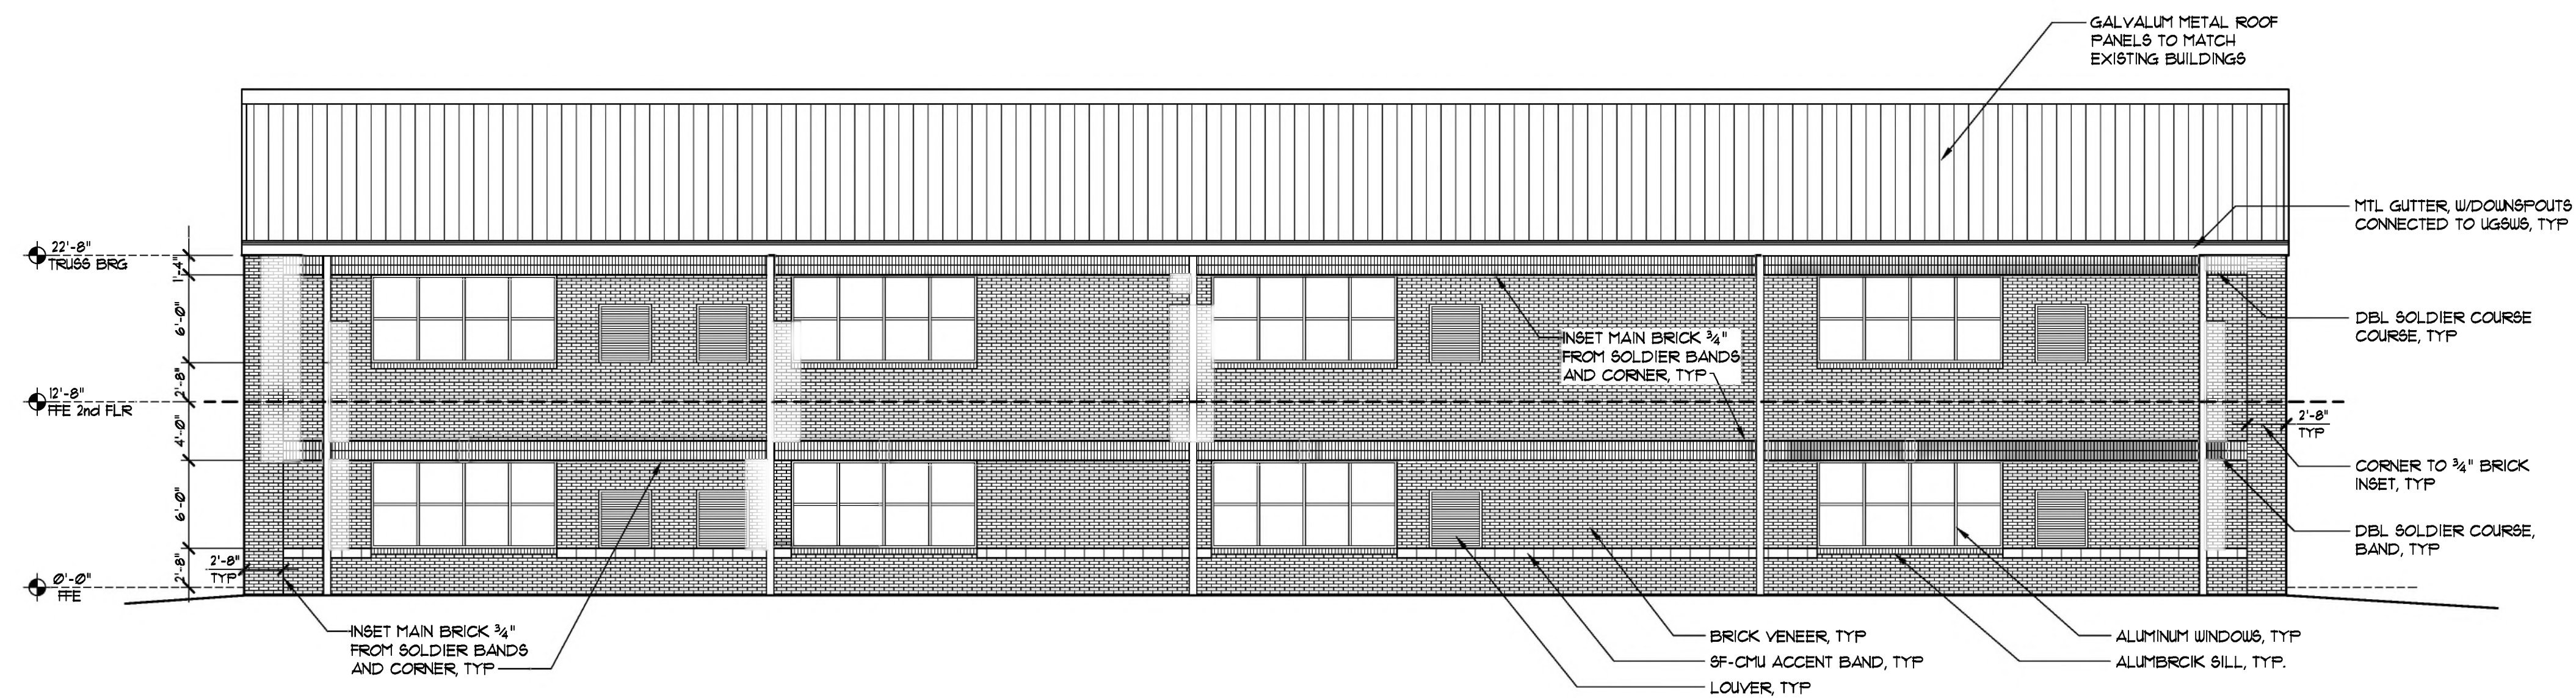 GALVALUM METAL ROOF
PANELS TO MATCH
EXISTING BUILDINGS
MTL GUTTER, W/DOWNSPOUTS
CONNECTED TO UGSWS, TYP
22'-8"
TRUSS BRG
1'-4"
6'-0"
DBL SOLDIER COURSE
COURSE, TYP
INSET MAIN BRICK ¾"
FROM SOLDIER BANDS
AND CORNER, TYP
2'-8"
12'-8"
FFE 2nd FLR
4'-0"
2'-8"
TYP
CORNER TO ¾" BRICK
INSET, TYP
6'-0"
DBL SOLDIER COURSE,
BAND, TYP
2'-8"
2'-8"
TYP
0'-0"
FFE
INSET MAIN BRICK ¾"
FROM SOLDIER BANDS
AND CORNER, TYP
BRICK VENEER, TYP
SF-CMU ACCENT BAND, TYP
LOUVER, TYP
ALUMINUM WINDOWS, TYP
ALUMBRCIK SILL, TYP.